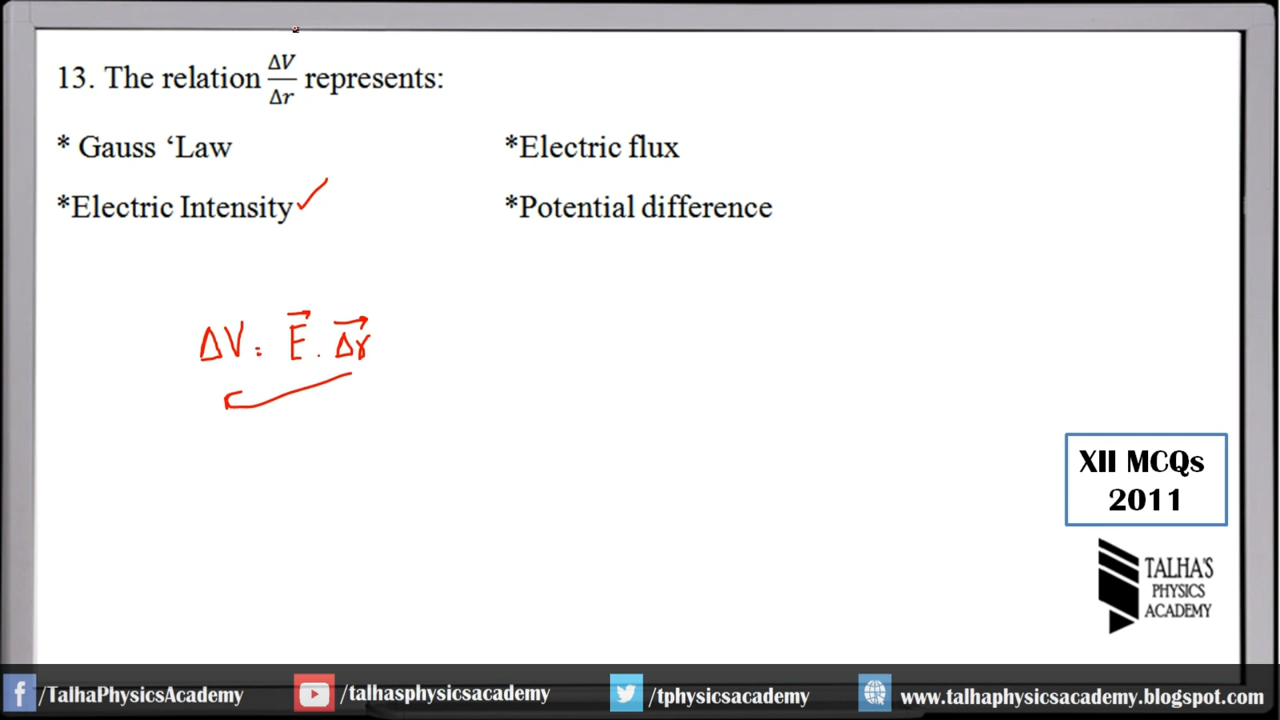 13. The relation ΔV/Δr represents:
* Gauss ‘Law
*Electric flux
*Electric Intensity ✓
*Potential difference
ΔV = E⃗ . Δr⃗
XII MCQs
2011
TALHA'S
PHYSICS
ACADEMY
/TalhaPhysicsAcademy
/talhasphysicsacademy
/tphysicsacademy
www.talhaphysicsacademy.blogspot.com